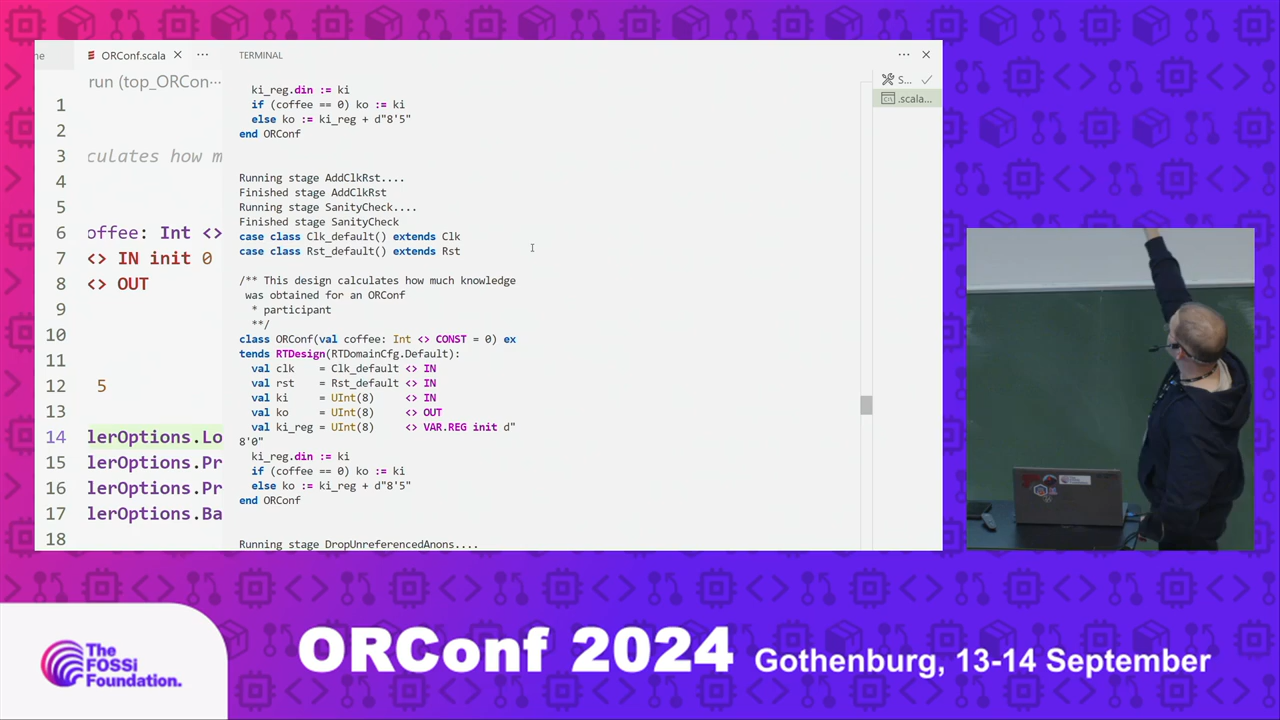 ne
ORConf.scala
TERMINAL
run (top_ORCon···
S...
.scala...
1
2
3 culates how m
4
5
6 offee: Int <>
7 <> IN init 0
8 <> OUT
9
10
11
12 5
13
14 lerOptions.Lo
15 lerOptions.Pr
16 lerOptions.Pr
17 lerOptions.Ba
18
ki_reg.din := ki
if (coffee == 0) ko := ki
else ko := ki_reg + d"8'5"
end ORConf
Running stage AddClkRst....
Finished stage AddClkRst
Running stage SanityCheck....
Finished stage SanityCheck
case class Clk_default() extends Clk
case class Rst_default() extends Rst
/** This design calculates how much knowledge
was obtained for an ORConf
* participant
**/
class ORConf(val coffee: Int <> CONST = 0) ex
tends RTDesign(RTDomainCfg.Default):
val clk = Clk_default <> IN
val rst = Rst_default <> IN
val ki = UInt(8) <> IN
val ko = UInt(8) <> OUT
val ki_reg = UInt(8) <> VAR.REG init d"
8'0"
ki_reg.din := ki
if (coffee == 0) ko := ki
else ko := ki_reg + d"8'5"
end ORConf
Running stage DropUnreferencedAnons....
The
FOSSi
Foundation.
ORConf 2024 Gothenburg, 13-14 September